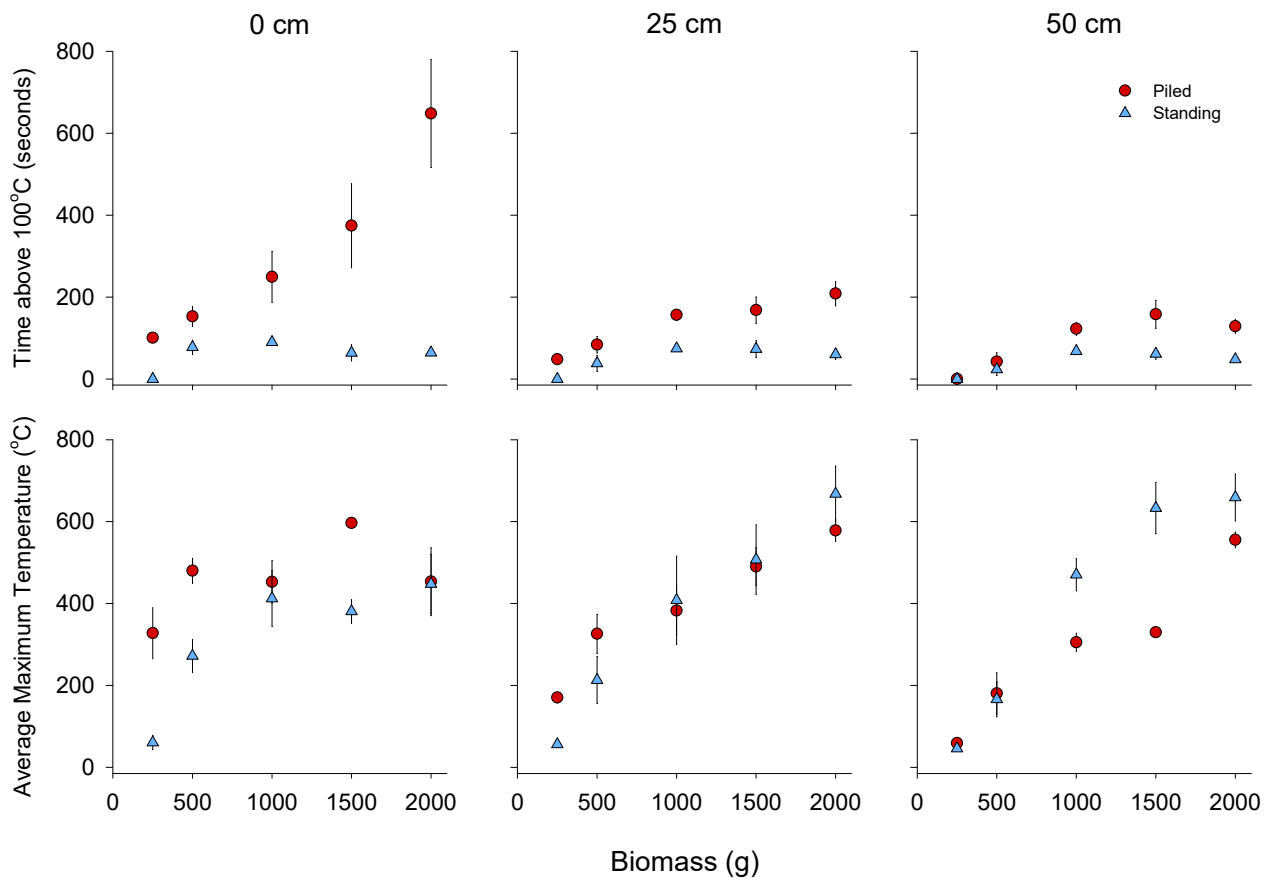 0 cm
25 cm
50 cm
Time above 100°C (seconds)
800
600
400
200
0
Piled
Standing
Average Maximum Temperature (°C)
800
600
400
200
0
0 500 1000 1500 2000
0 500 1000 1500 2000
0 500 1000 1500 2000
Biomass (g)